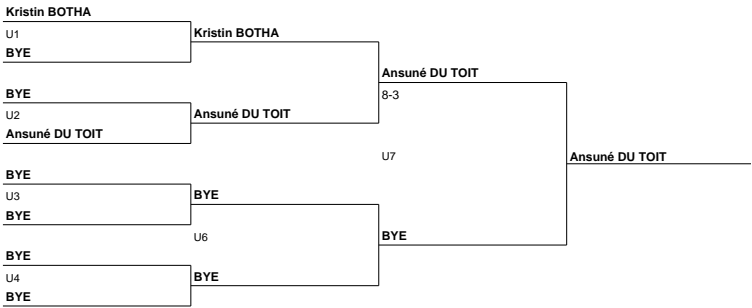 Kristin BOTHA
U1
BYE
Kristin BOTHA
BYE
U2
Ansuné DU TOIT
Ansuné DU TOIT
Ansuné DU TOIT
8-3
BYE
U3
BYE
BYE
U6
BYE
U4
BYE
BYE
BYE
U7
Ansuné DU TOIT